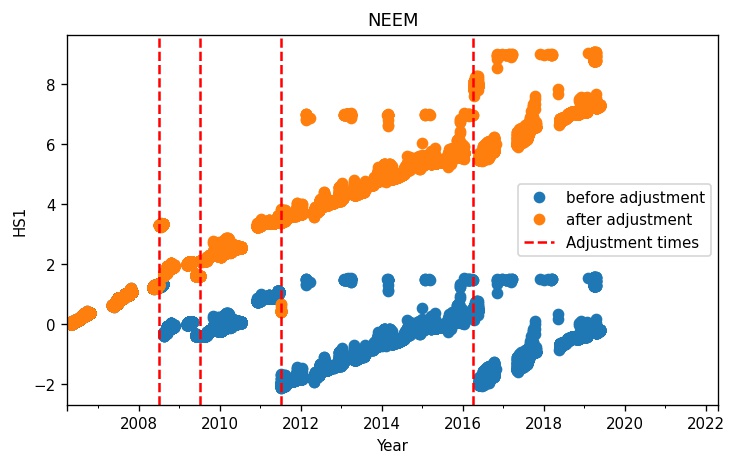 NEEM
HS1
8
6
4
2
0
−2
before adjustment
after adjustment
Adjustment times
2008 2010 2012 2014 2016 2018 2020 2022
Year